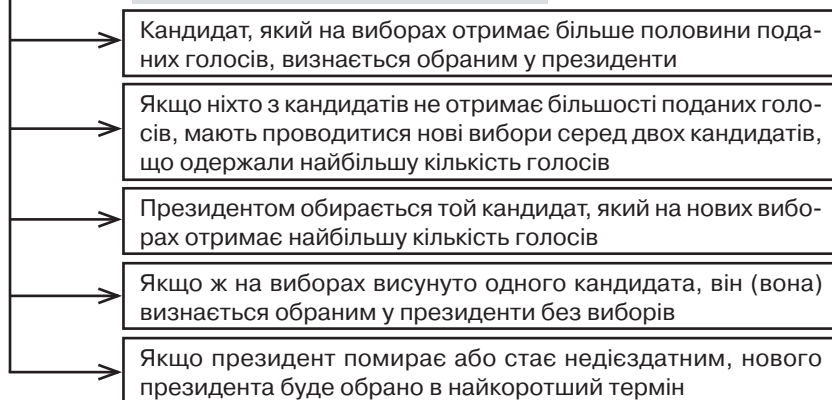 Кандидат, який на виборах отримає більше половини пода-
них голосів, визнається обраним у президенти
Якщо ніхто з кандидатів не отримає більшості поданих голо-
сів, мають проводитися нові вибори серед двох кандидатів,
що одержали найбільшу кількість голосів
Президентом обирається той кандидат, який на нових вибо-
рах отримає найбільшу кількість голосів
Якщо ж на виборах висунуто одного кандидата, він (вона)
визнається обраним у президенти без виборів
Якщо президент помирає або стає недієздатним, нового
президента буде обрано в найкоротший термін